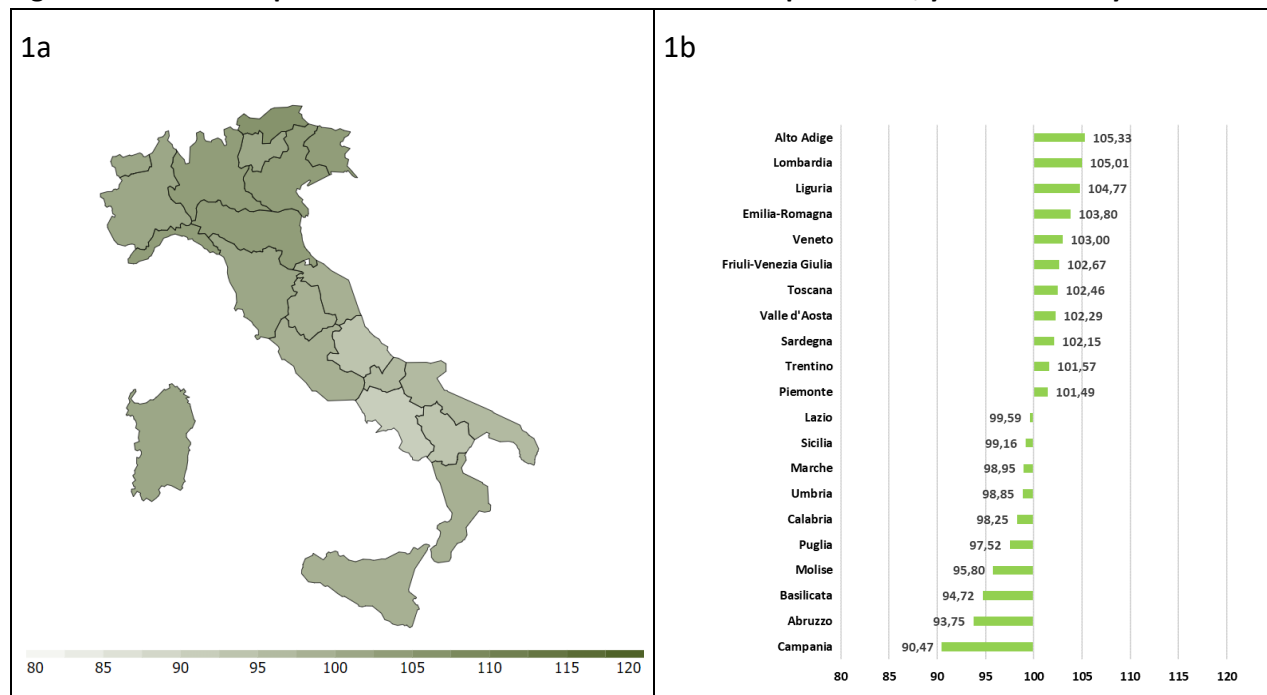 1a
80 85 90 95 100 105 110 115 120
1b
Alto Adige 105,33
Lombardia 105,01
Liguria 104,77
Emilia-Romagna 103,80
Veneto 103,00
Friuli-Venezia Giulia 102,67
Toscana 102,46
Valle d'Aosta 102,29
Sardegna 102,15
Trentino 101,57
Piemonte 101,49
Lazio 99,59
Sicilia 99,16
Marche 98,95
Umbria 98,85
Calabria 98,25
Puglia 97,52
Molise 95,80
Basilicata 94,72
Abruzzo 93,75
Campania 90,47
80 85 90 95 100 105 110 115 120